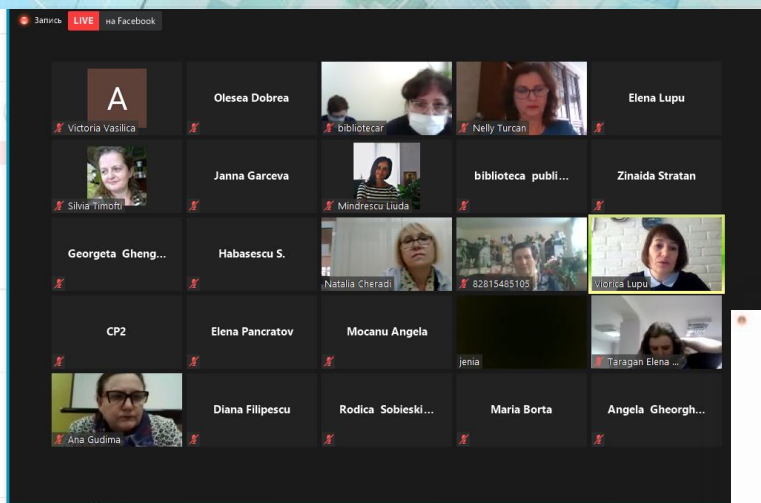 Запись LIVE на Facebook
A
Victoria Vasilica
Olesea Dobrea
bibliotecar
Nelly Turcan
Elena Lupu
Silvia Timofti
Janna Garceva
Mindrescu Liuda
biblioteca publi...
Zinaida Stratan
Georgeta Gheng...
Habasescu S.
Natalia Cheradi
82815485105
Viorica Lupu
CP2
Elena Pancratov
Mocanu Angela
jenia
Taragan Elena ...
Ana Gudima
Diana Filipescu
Rodica Sobieski...
Maria Borta
Angela Gheorgh...